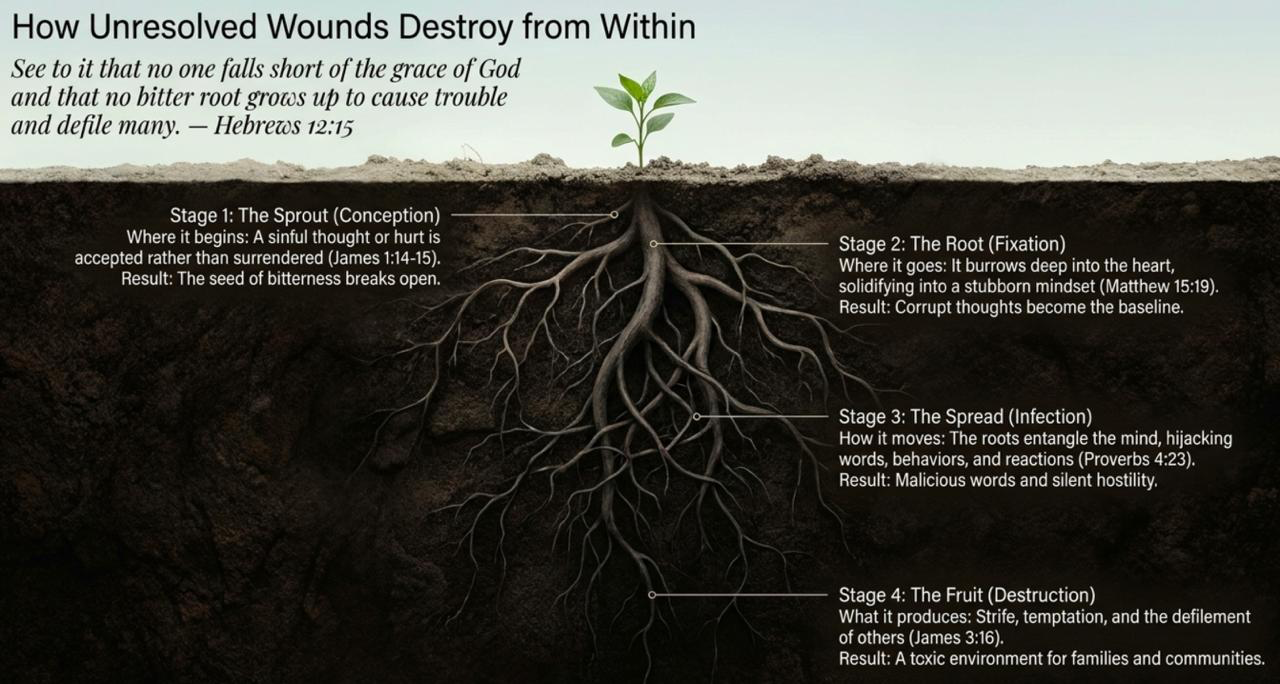 How Unresolved Wounds Destroy from Within
See to it that no one falls short of the grace of God
and that no bitter root grows up to cause trouble
and defile many. — Hebrews 12:15
Stage 1: The Sprout (Conception)
Where it begins: A sinful thought or hurt is
accepted rather than surrendered (James 1:14-15).
Result: The seed of bitterness breaks open.
Stage 2: The Root (Fixation)
Where it goes: It burrows deep into the heart,
solidifying into a stubborn mindset (Matthew 15:19).
Result: Corrupt thoughts become the baseline.
Stage 3: The Spread (Infection)
How it moves: The roots entangle the mind, hijacking
words, behaviors, and reactions (Proverbs 4:23).
Result: Malicious words and silent hostility.
Stage 4: The Fruit (Destruction)
What it produces: Strife, temptation, and the defilement
of others (James 3:16).
Result: A toxic environment for families and communities.